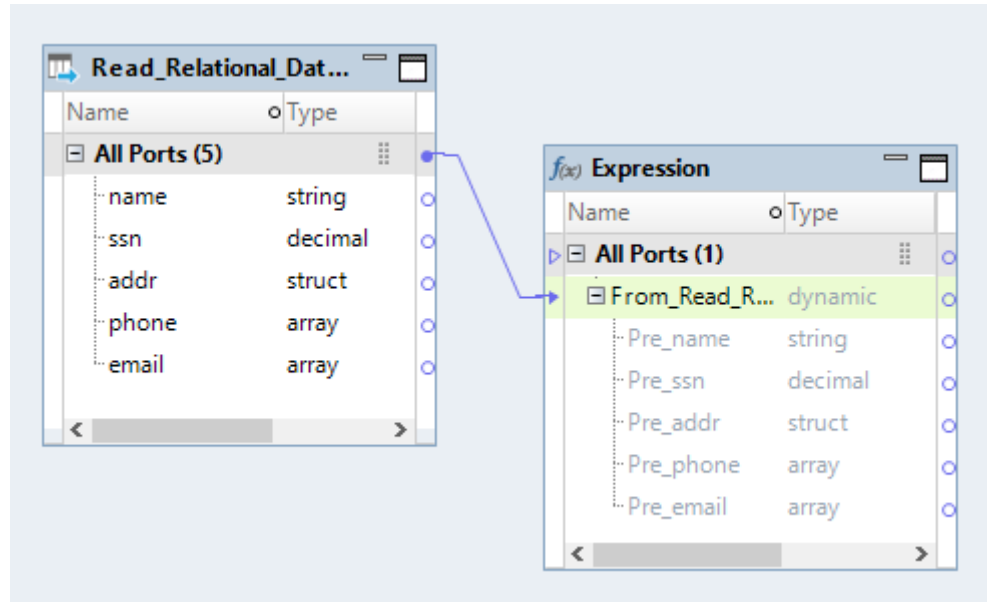 Read_Relational_Dat...
Name Type
All Ports (5)
name string
ssn decimal
addr struct
phone array
email array
f(x) Expression
Name Type
All Ports (1)
From_Read_R... dynamic
Pre_name string
Pre_ssn decimal
Pre_addr struct
Pre_phone array
Pre_email array